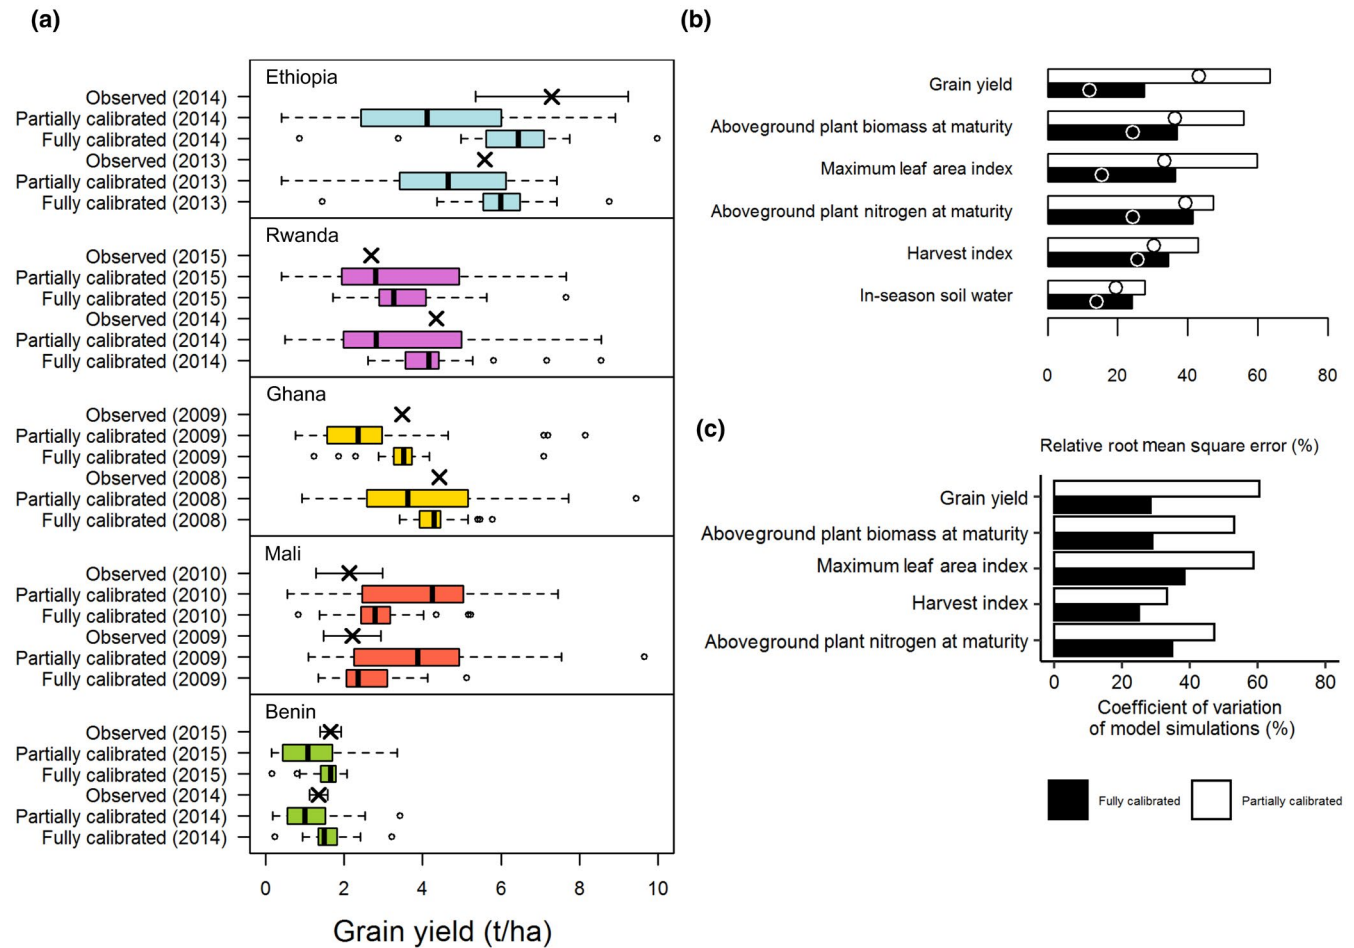 (a)
Ethiopia
Observed (2014)
Partially calibrated (2014)
Fully calibrated (2014)
Observed (2013)
Partially calibrated (2013)
Fully calibrated (2013)
Rwanda
Observed (2015)
Partially calibrated (2015)
Fully calibrated (2015)
Observed (2014)
Partially calibrated (2014)
Fully calibrated (2014)
Ghana
Observed (2009)
Partially calibrated (2009)
Fully calibrated (2009)
Observed (2008)
Partially calibrated (2008)
Fully calibrated (2008)
Mali
Observed (2010)
Partially calibrated (2010)
Fully calibrated (2010)
Observed (2009)
Partially calibrated (2009)
Fully calibrated (2009)
Benin
Observed (2015)
Partially calibrated (2015)
Fully calibrated (2015)
Observed (2014)
Partially calibrated (2014)
Fully calibrated (2014)
0 2 4 6 8 10
Grain yield (t/ha)
(b)
Grain yield
Aboveground plant biomass at maturity
Maximum leaf area index
Aboveground plant nitrogen at maturity
Harvest index
In-season soil water
0 20 40 60 80
Relative root mean square error (%)
(c)
Grain yield
Aboveground plant biomass at maturity
Maximum leaf area index
Harvest index
Aboveground plant nitrogen at maturity
0 20 40 60 80
Coefficient of variation
of model simulations (%)
Fully calibrated
Partially calibrated